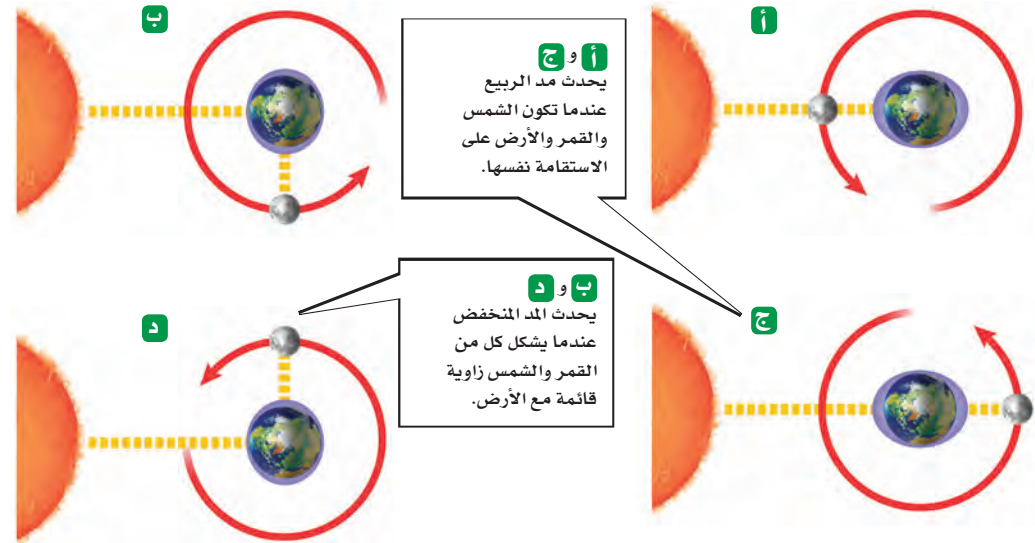 أ
أ و ج
يحدث مد الربيع
عندما تكون الشمس
والقمر والأرض على
الاستقامة نفسها.
ب
ج
ب و د
يحدث المد المنخفض
عندما يشكل كل من
القمر والشمس زاوية
قائمة مع الأرض.
د